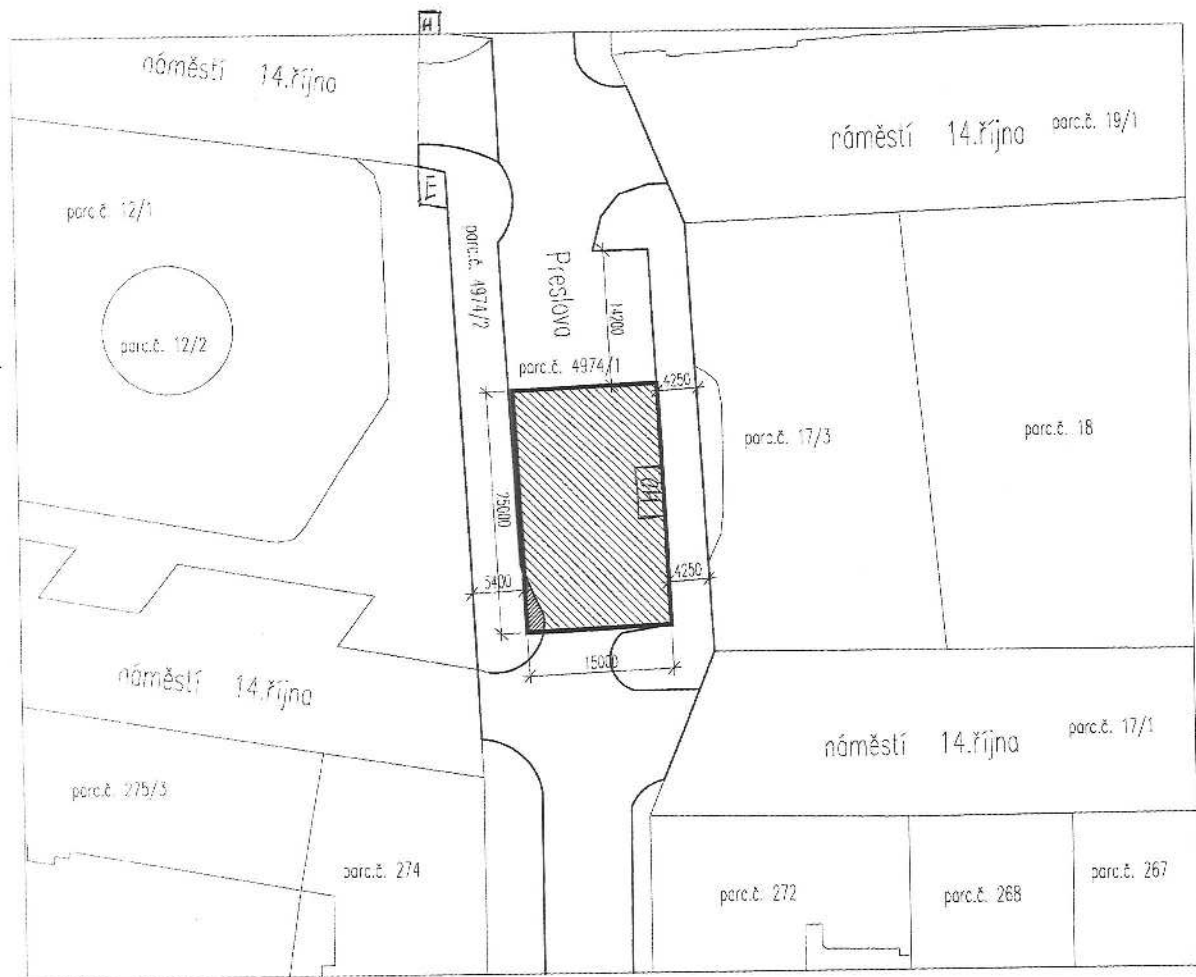 H
náměstí 14.října
parc.č. 19/1
náměstí 14.října
parc.č. 12/1
parc.č. 4974/2
Preslova
14200
parc.č. 12/2
parc.č. 4974/1
4250
parc.č. 17/3
parc.č. 18
25000
5400
4250
15000
náměstí 14.října
náměstí 14.října
parc.č. 17/1
parc.č. 275/3
parc.č. 274
parc.č. 272
parc.č. 268
parc.č. 267